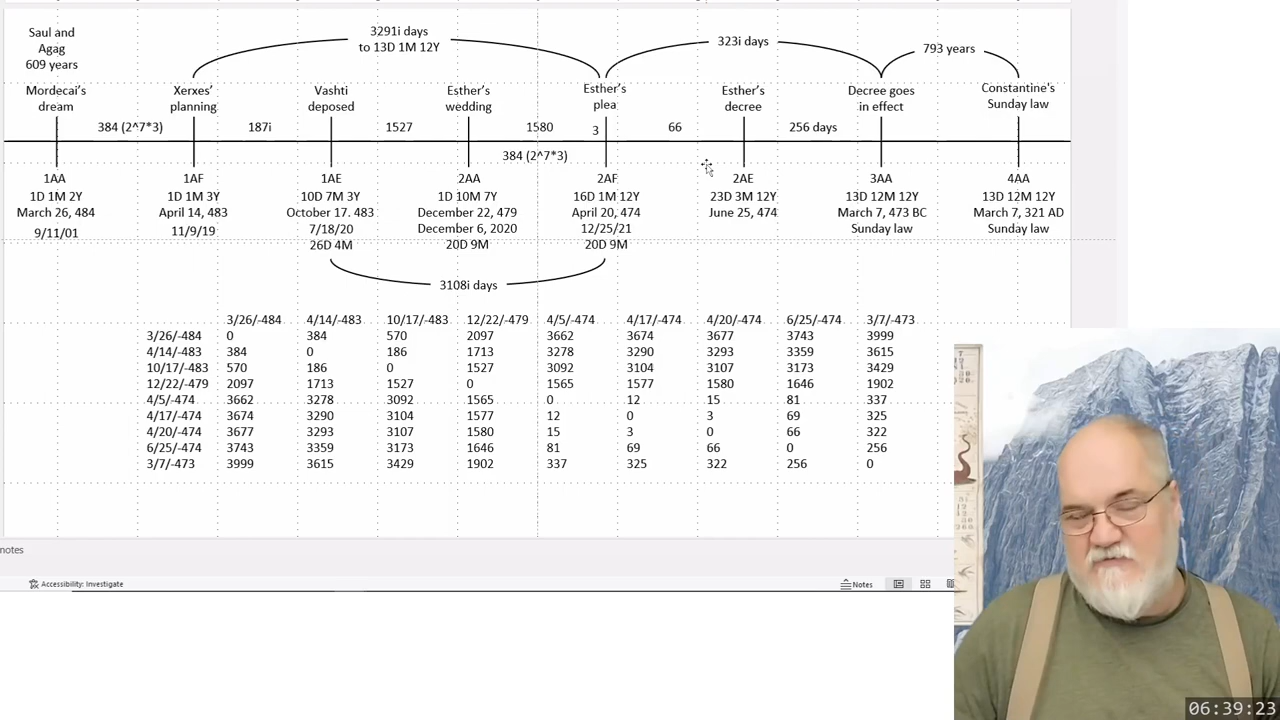 Saul and
Agag
609 years
3291i days
to 13D 1M 12Y
323i days
793 years
Mordecai's
dream
Xerxes'
planning
Vashti
deposed
Esther's
wedding
Esther's
plea
Esther's
decree
Decree goes
in effect
Constantine's
Sunday law
384 (2^7*3)
187i
1527
1580
3
66
256 days
384 (2^7*3)
1AA
1D 1M 2Y
March 26, 484
9/11/01
1AF
1D 1M 3Y
April 14, 483
11/9/19
1AE
10D 7M 3Y
October 17. 483
7/18/20
26D 4M
2AA
1D 10M 7Y
December 22, 479
December 6, 2020
20D 9M
2AF
16D 1M 12Y
April 20, 474
12/25/21
20D 9M
2AE
23D 3M 12Y
June 25, 474
3AA
13D 12M 12Y
March 7, 473 BC
Sunday law
4AA
13D 12M 12Y
March 7, 321 AD
Sunday law
3108i days
3/26/-484 4/14/-483 10/17/-483 12/22/-479 4/5/-474 4/17/-474 4/20/-474 6/25/-474 3/7/-473
3/26/-484 0 384 570 2097 3662 3674 3677 3743 3999
4/14/-483 384 0 186 1713 3278 3290 3293 3359 3615
10/17/-483 570 186 0 1527 3092 3104 3107 3173 3429
12/22/-479 2097 1713 1527 0 1565 1577 1580 1646 1902
4/5/-474 3662 3278 3092 1565 0 12 15 81 337
4/17/-474 3674 3290 3104 1577 12 0 3 69 325
4/20/-474 3677 3293 3107 1580 15 3 0 66 322
6/25/-474 3743 3359 3173 1646 81 69 66 0 256
3/7/-473 3999 3615 3429 1902 337 325 322 256 0
notes
Accessibility: Investigate
Notes
06:39:23